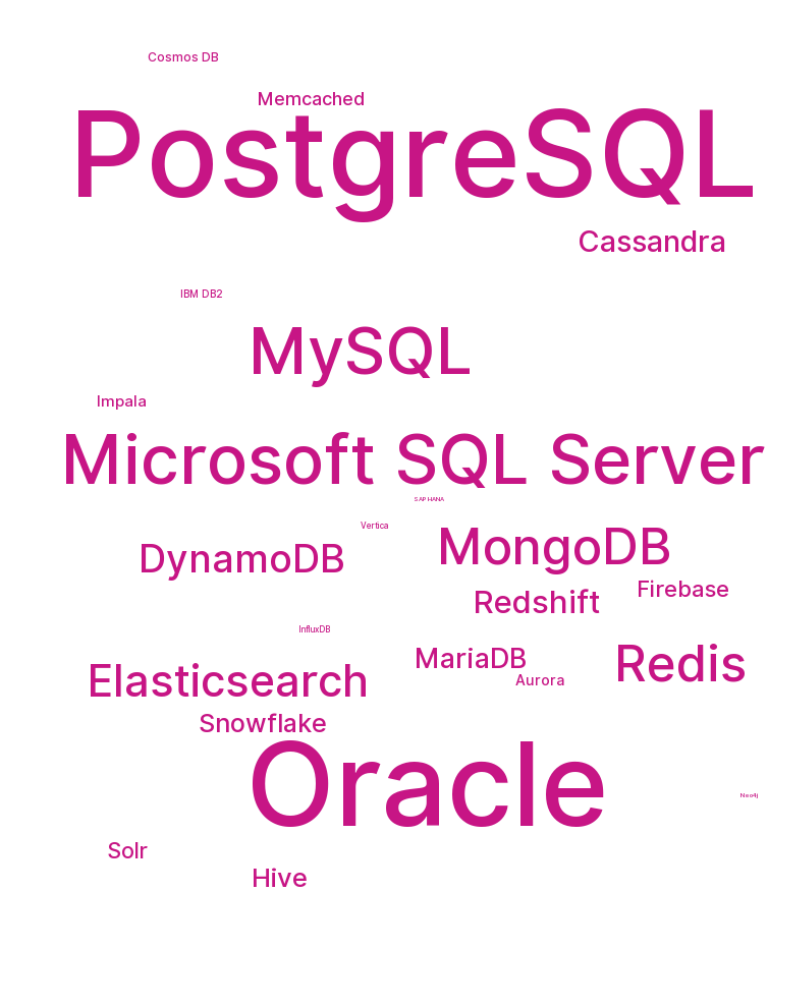 Cosmos DB
Memcached
PostgreSQL
Cassandra
IBM DB2
MySQL
Impala
Microsoft SQL Server
SAP HANA
Vertica
MongoDB
DynamoDB
Firebase
Redshift
InfluxDB
MariaDB
Redis
Aurora
Elasticsearch
Snowflake
Oracle
Neo4j
Solr
Hive